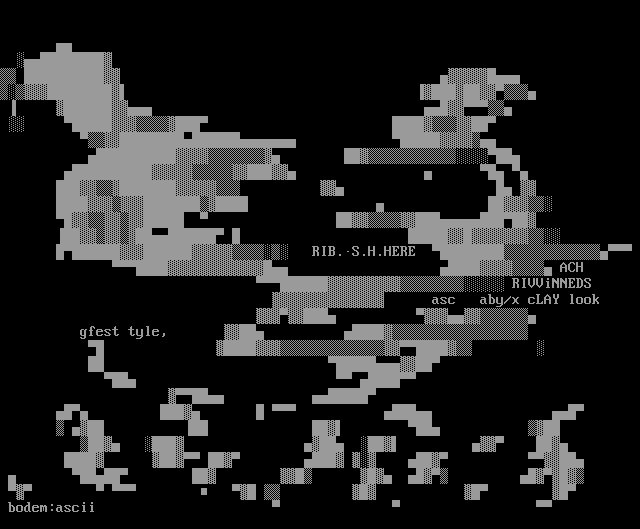 RIB.·S.H.HERE
ACH
RIVViNNEDS
asc aby/x cLAY look
gfest tyle,
bodem:ascii